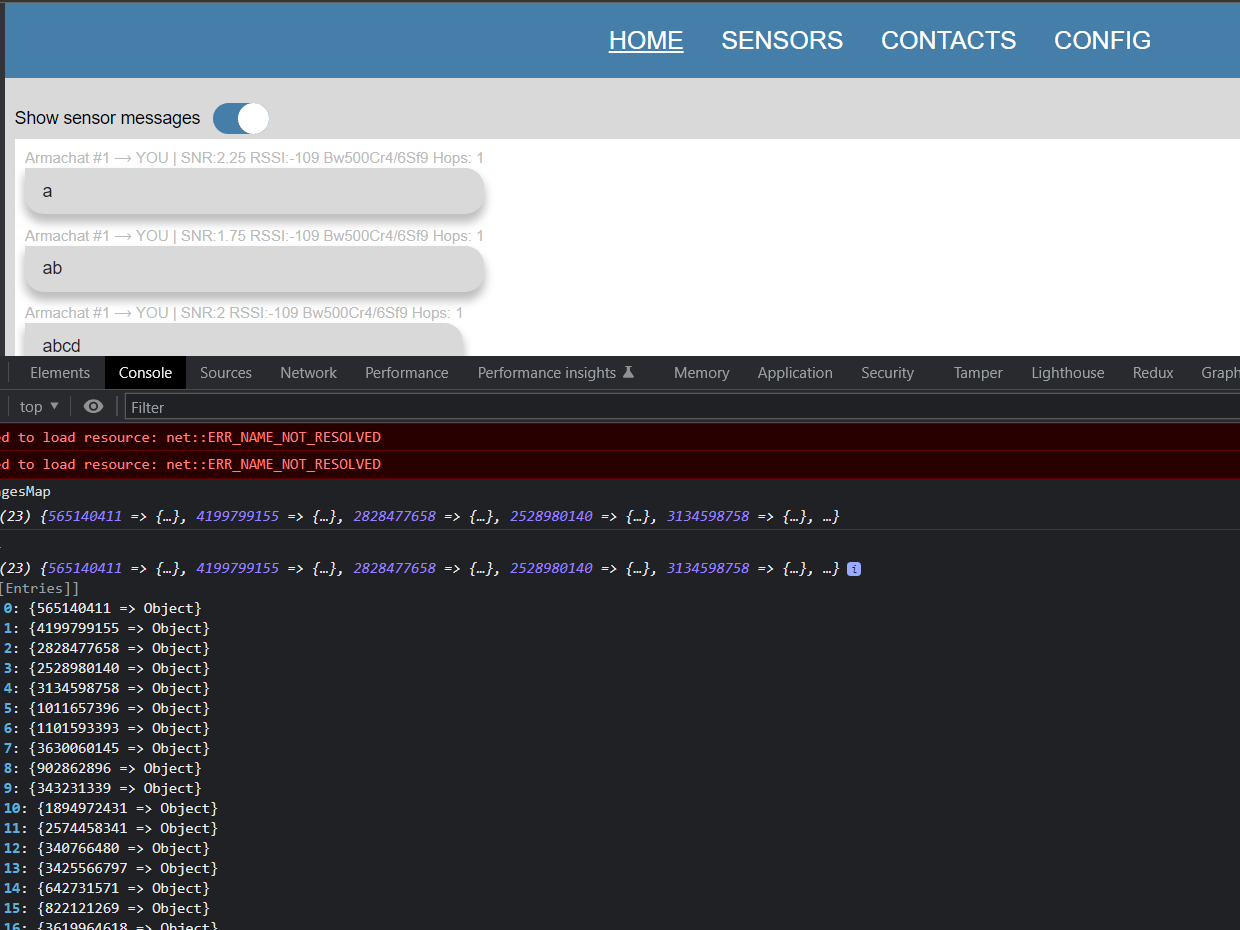 HOME SENSORS CONTACTS CONFIG
Show sensor messages
Armachat #1 ⟶ YOU | SNR:2.25 RSSI:-109 Bw500Cr4/6Sf9 Hops: 1
a
Armachat #1 ⟶ YOU | SNR:1.75 RSSI:-109 Bw500Cr4/6Sf9 Hops: 1
ab
Armachat #1 ⟶ YOU | SNR:2 RSSI:-109 Bw500Cr4/6Sf9 Hops: 1
abcd
Elements Console Sources Network Performance Performance insights Memory Application Security Tamper Lighthouse Redux Graph
top ▼ Filter
ed to load resource: net::ERR_NAME_NOT_RESOLVED
ed to load resource: net::ERR_NAME_NOT_RESOLVED
gesMap
(23) {565140411 => {…}, 4199799155 => {…}, 2828477658 => {…}, 2528980140 => {…}, 3134598758 => {…}, …}
(23) {565140411 => {…}, 4199799155 => {…}, 2828477658 => {…}, 2528980140 => {…}, 3134598758 => {…}, …} i
[Entries]]
0: {565140411 => Object}
1: {4199799155 => Object}
2: {2828477658 => Object}
3: {2528980140 => Object}
4: {3134598758 => Object}
5: {1011657396 => Object}
6: {1101593393 => Object}
7: {3630060145 => Object}
8: {902862896 => Object}
9: {343231339 => Object}
10: {1894972431 => Object}
11: {2574458341 => Object}
12: {340766480 => Object}
13: {3425566797 => Object}
14: {642731571 => Object}
15: {822121269 => Object}
16: {3619964618 => Object}